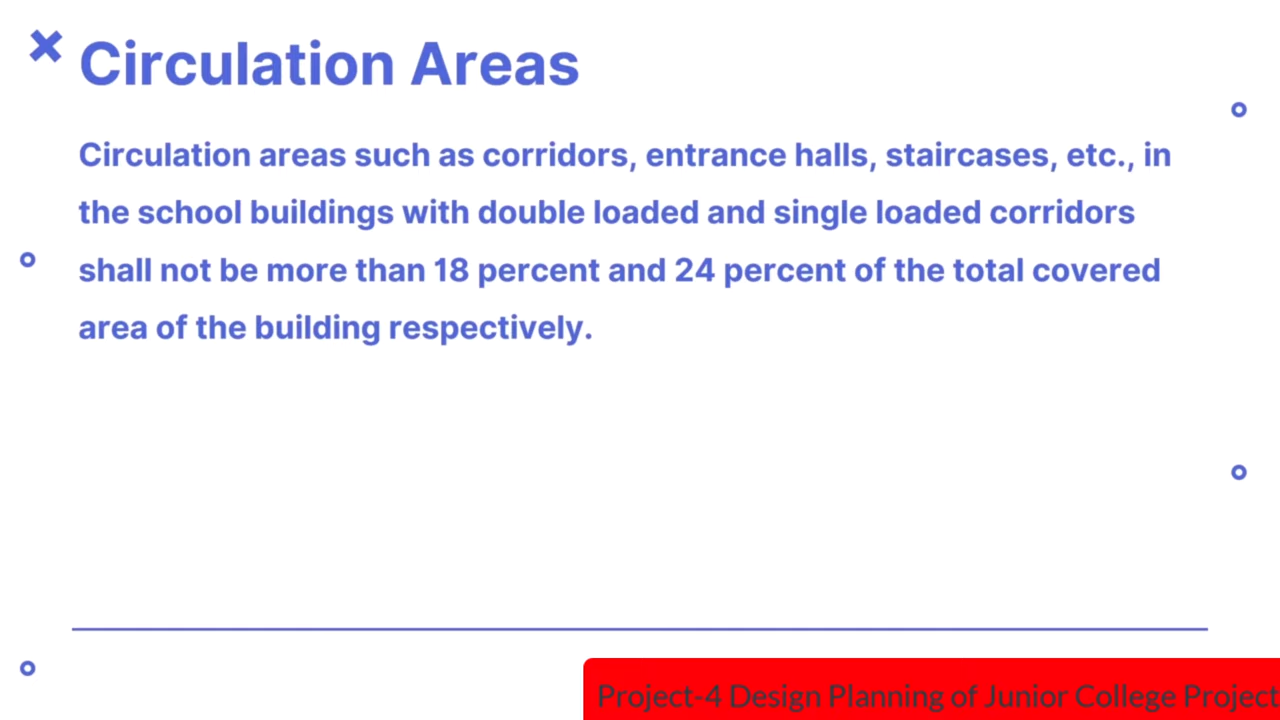 Circulation Areas
Circulation areas such as corridors, entrance halls, staircases, etc., in
the school buildings with double loaded and single loaded corridors
shall not be more than 18 percent and 24 percent of the total covered
area of the building respectively.
Project-4 Design Planning of Junior College Project